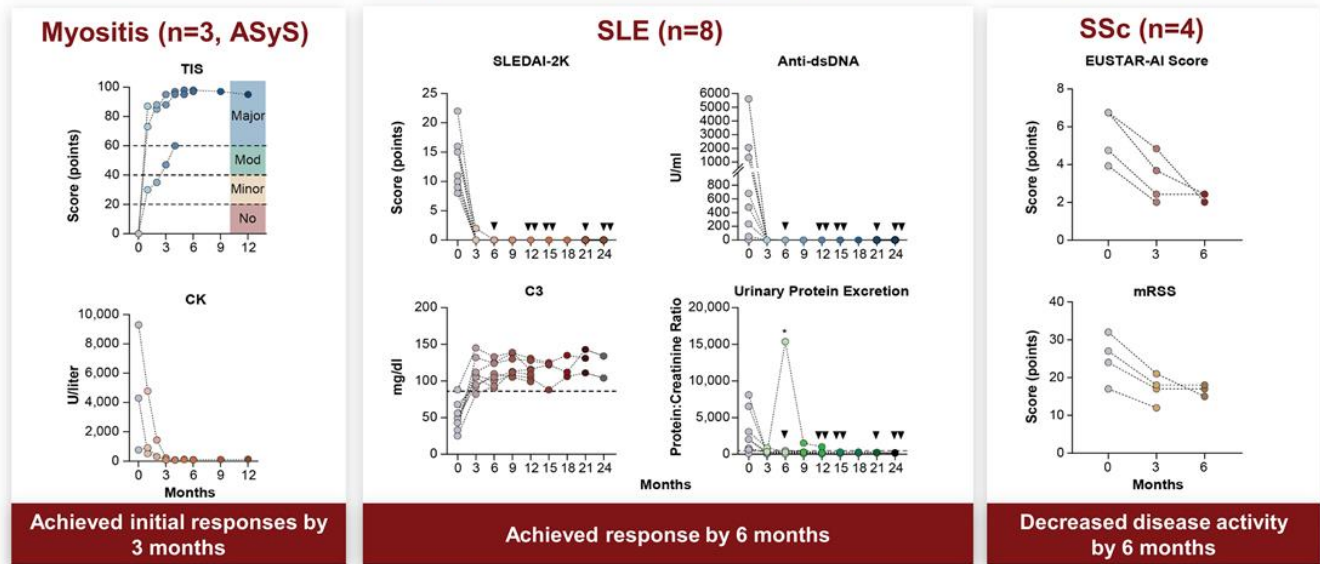 Myositis (n=3, ASyS)
TIS
Score (points)
100
80
60
40
20
0
Major
Mod
Minor
No
0 3 6 9 12
CK
U/liter
10,000
8,000
6,000
4,000
2,000
0
0 3 6 9 12
Months
Achieved initial responses by
3 months
SLE (n=8)
SLEDAI-2K
Score (points)
25
20
15
10
5
0
0 3 6 9 12 15 18 21 24
Anti-dsDNA
U/ml
6000
5000
4000
3000
2000
1000
800
600
400
200
0
0 3 6 9 12 15 18 21 24
C3
mg/dl
200
150
100
50
0
0 3 6 9 12 15 18 21 24
Urinary Protein Excretion
Protein:Creatinine Ratio
20,000
15,000
10,000
5,000
0
*
0 3 6 9 12 15 18 21 24
Months
Achieved response by 6 months
SSc (n=4)
EUSTAR-AI Score
Score (points)
8
6
4
2
0
0 3 6
mRSS
Score (points)
40
30
20
10
0
0 3 6
Months
Decreased disease activity
by 6 months